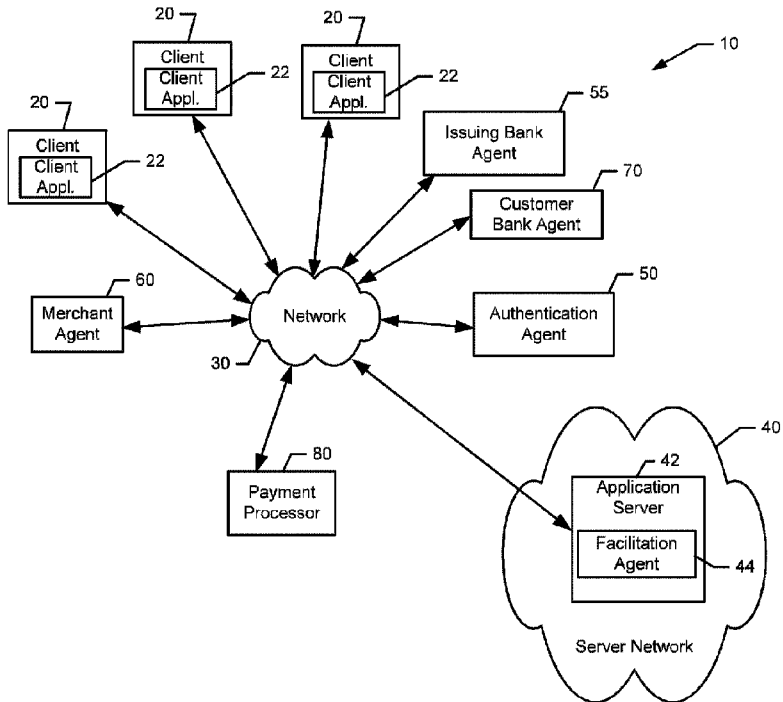 20
20
10
Client
Client
Appl.
22
Client
Client
Appl.
22
20
Client
Client
Appl.
22
55
Issuing Bank
Agent
70
Customer
Bank Agent
60
Merchant
Agent
Network
30
50
Authentication
Agent
80
Payment
Processor
40
42
Application
Server
Facilitation
Agent
44
Server Network